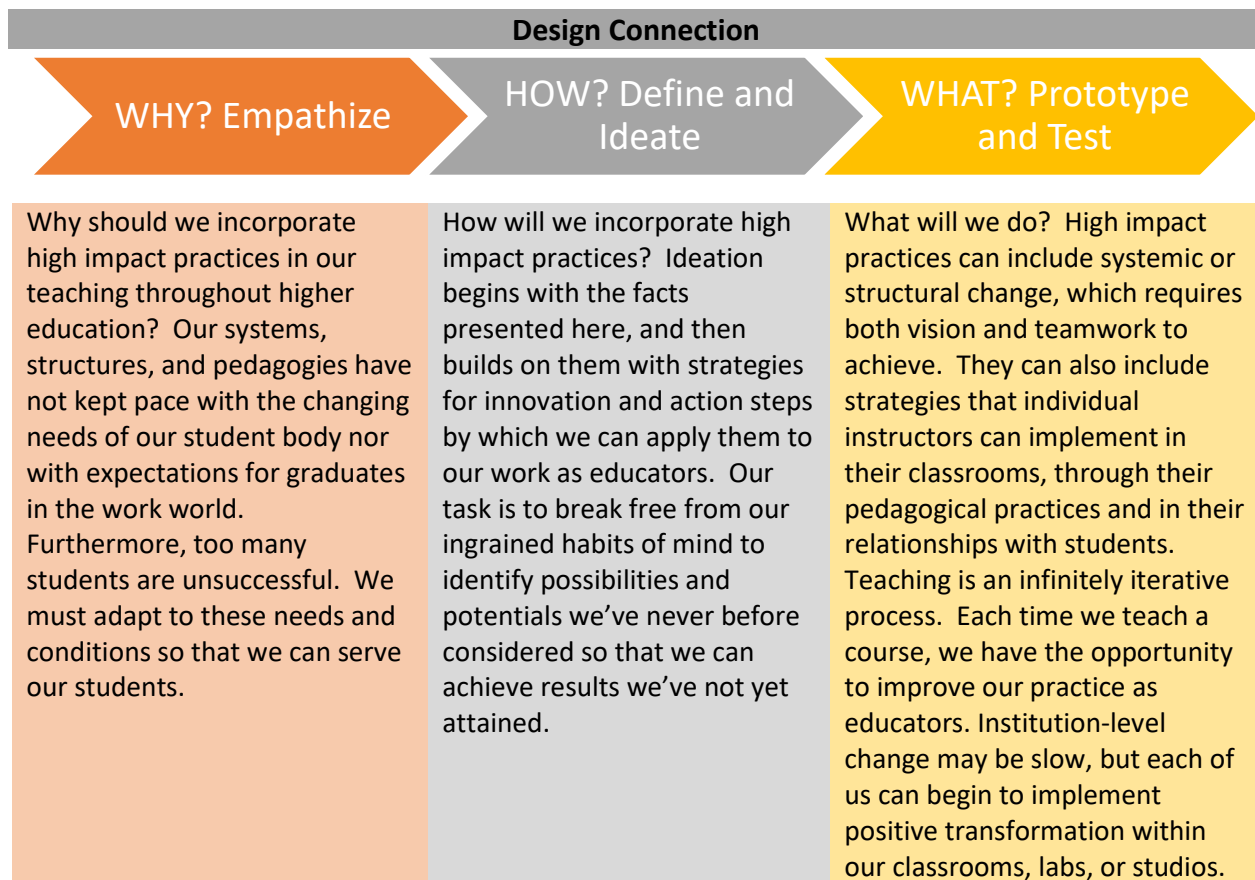 Design Connection
WHY? Empathize
HOW? Define and
Ideate
WHAT? Prototype
and Test
Why should we incorporate
high impact practices in our
teaching throughout higher
education?  Our systems,
structures, and pedagogies have
not kept pace with the changing
needs of our student body nor
with expectations for graduates
in the work world.
Furthermore, too many
students are unsuccessful.  We
must adapt to these needs and
conditions so that we can serve
our students.
How will we incorporate high
impact practices?  Ideation
begins with the facts
presented here, and then
builds on them with strategies
for innovation and action steps
by which we can apply them to
our work as educators.  Our
task is to break free from our
ingrained habits of mind to
identify possibilities and
potentials we’ve never before
considered so that we can
achieve results we’ve not yet
attained.
What will we do?  High impact
practices can include systemic or
structural change, which requires
both vision and teamwork to
achieve.  They can also include
strategies that individual
instructors can implement in
their classrooms, through their
pedagogical practices and in their
relationships with students.
Teaching is an infinitely iterative
process.  Each time we teach a
course, we have the opportunity
to improve our practice as
educators. Institution-level
change may be slow, but each of
us can begin to implement
positive transformation within
our classrooms, labs, or studios.